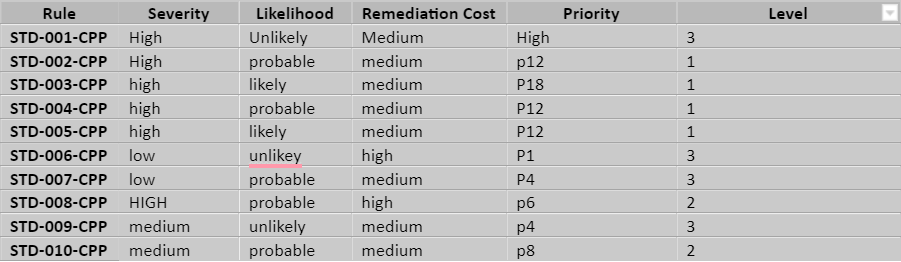 Rule Severity Likelihood Remediation Cost Priority Level
STD-001-CPP High Unlikely Medium High 3
STD-002-CPP High probable medium p12 1
STD-003-CPP high likely medium P18 1
STD-004-CPP high probable medium P12 1
STD-005-CPP high likely medium P12 1
STD-006-CPP low unlikey high P1 3
STD-007-CPP low probable medium P4 3
STD-008-CPP HIGH probable high p6 2
STD-009-CPP medium unlikely medium p4 3
STD-010-CPP medium probable medium p8 2